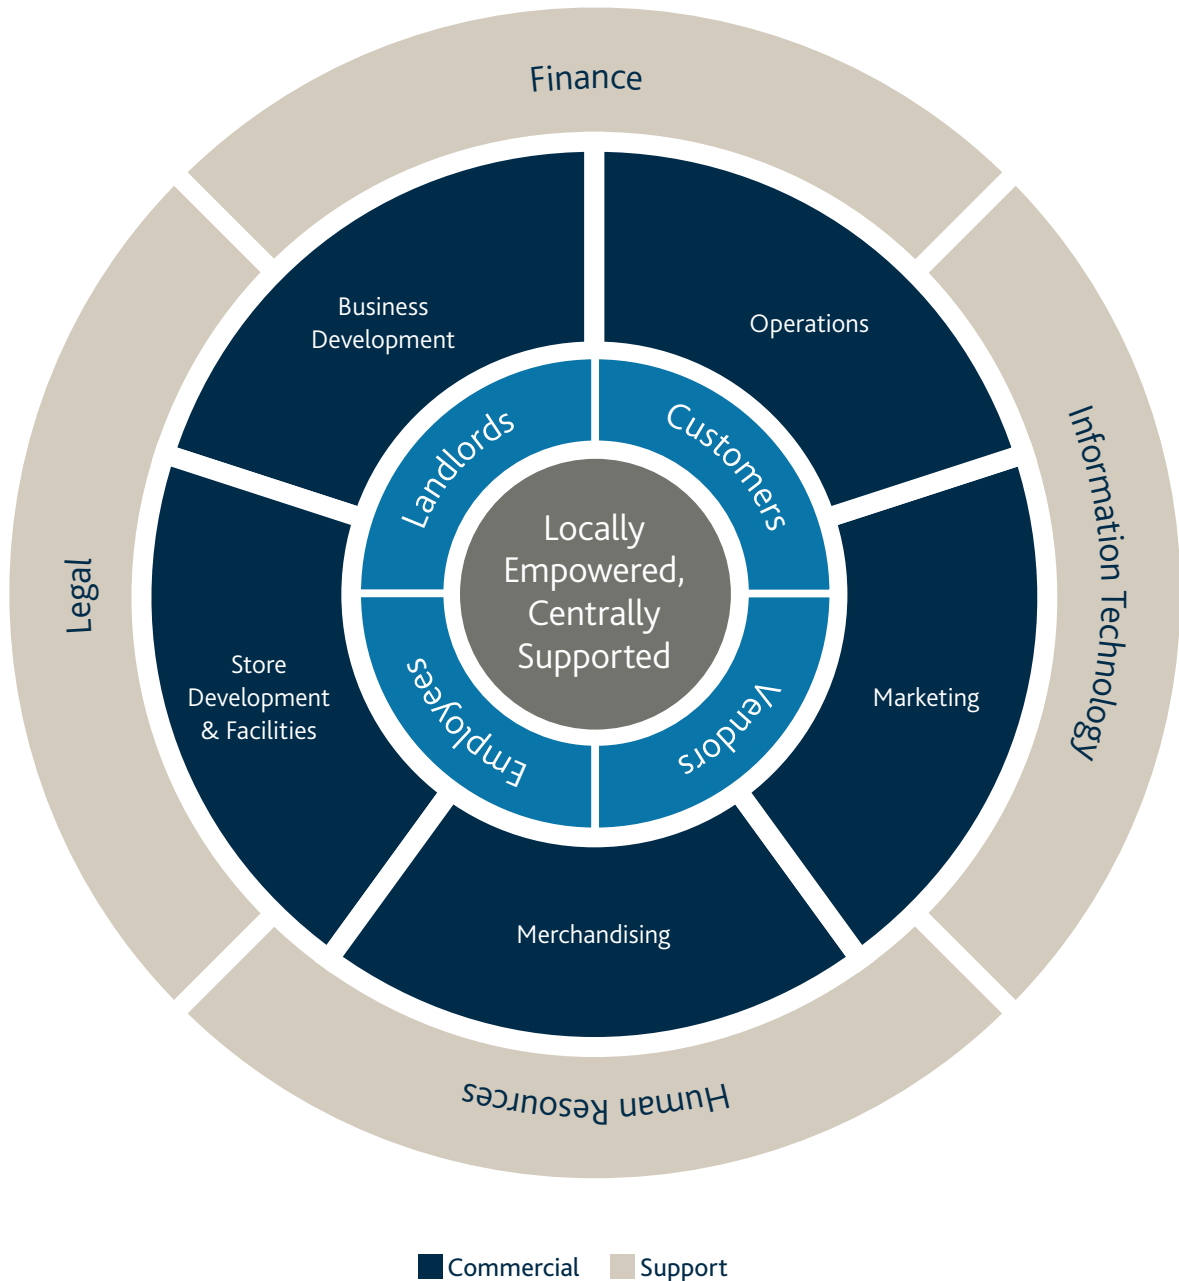 Finance
Business
Development
Operations
Landlords
Customers
Locally
Empowered,
Centrally
Supported
Information Technology
Legal
Store
Development
& Facilities
Employees
Vendors
Marketing
Merchandising
Human Resources
Commercial
Support